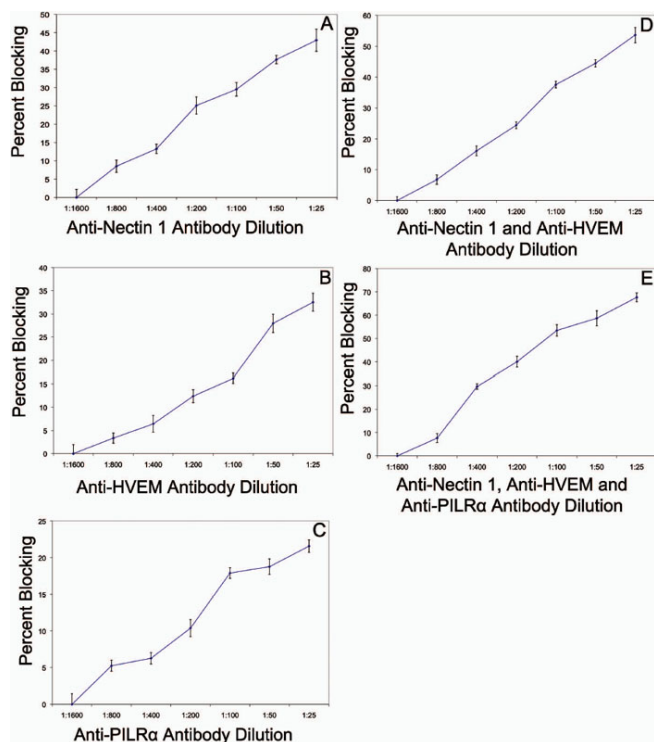 A
Percent Blocking
50
45
40
35
30
25
20
15
10
5
0
1:1600 1:800 1:400 1:200 1:100 1:50 1:25
Anti-Nectin 1 Antibody Dilution
B
Percent Blocking
40
35
30
25
20
15
10
5
0
1:1600 1:800 1:400 1:200 1:100 1:50 1:25
Anti-HVEM Antibody Dilution
C
Percent Blocking
25
20
15
10
5
0
1:1600 1:800 1:400 1:200 1:100 1:50 1:25
Anti-PILRα Antibody Dilution
D
Percent Blocking
60
50
40
30
20
10
0
1:1600 1:800 1:400 1:200 1:100 1:50 1:25
Anti-Nectin 1 and Anti-HVEM
Antibody Dilution
E
Percent Blocking
80
70
60
50
40
30
20
10
0
1:1600 1:800 1:400 1:200 1:100 1:50 1:25
Anti-Nectin 1, Anti-HVEM and
Anti-PILRα Antibody Dilution